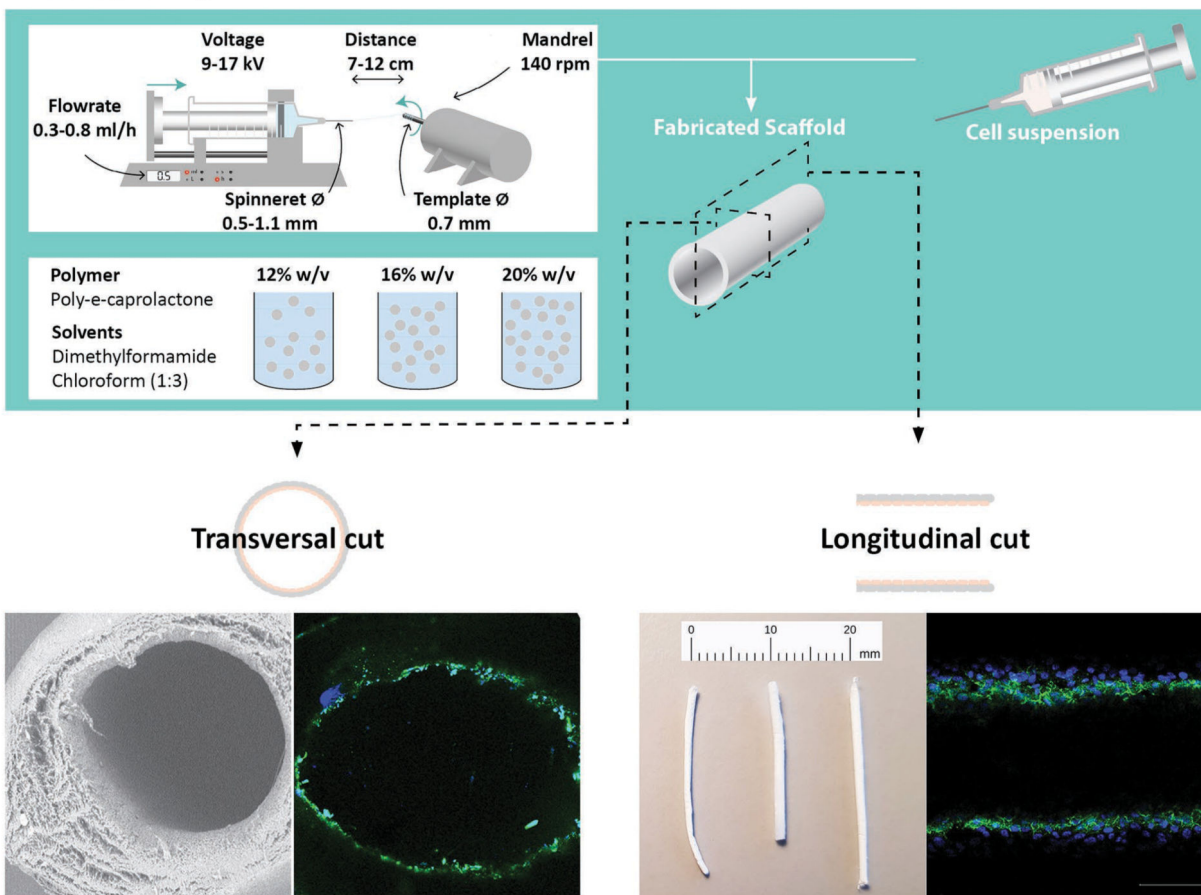 Voltage
9-17 kV
Distance
7-12 cm
Mandrel
140 rpm
Flowrate
0.3-0.8 ml/h
0.5
Spinneret Ø
0.5-1.1 mm
Template Ø
0.7 mm
Fabricated Scaffold
Cell suspension
Polymer
Poly-e-caprolactone
Solvents
Dimethylformamide
Chloroform (1:3)
12% w/v
16% w/v
20% w/v
Transversal cut
Longitudinal cut
0 10 20
mm